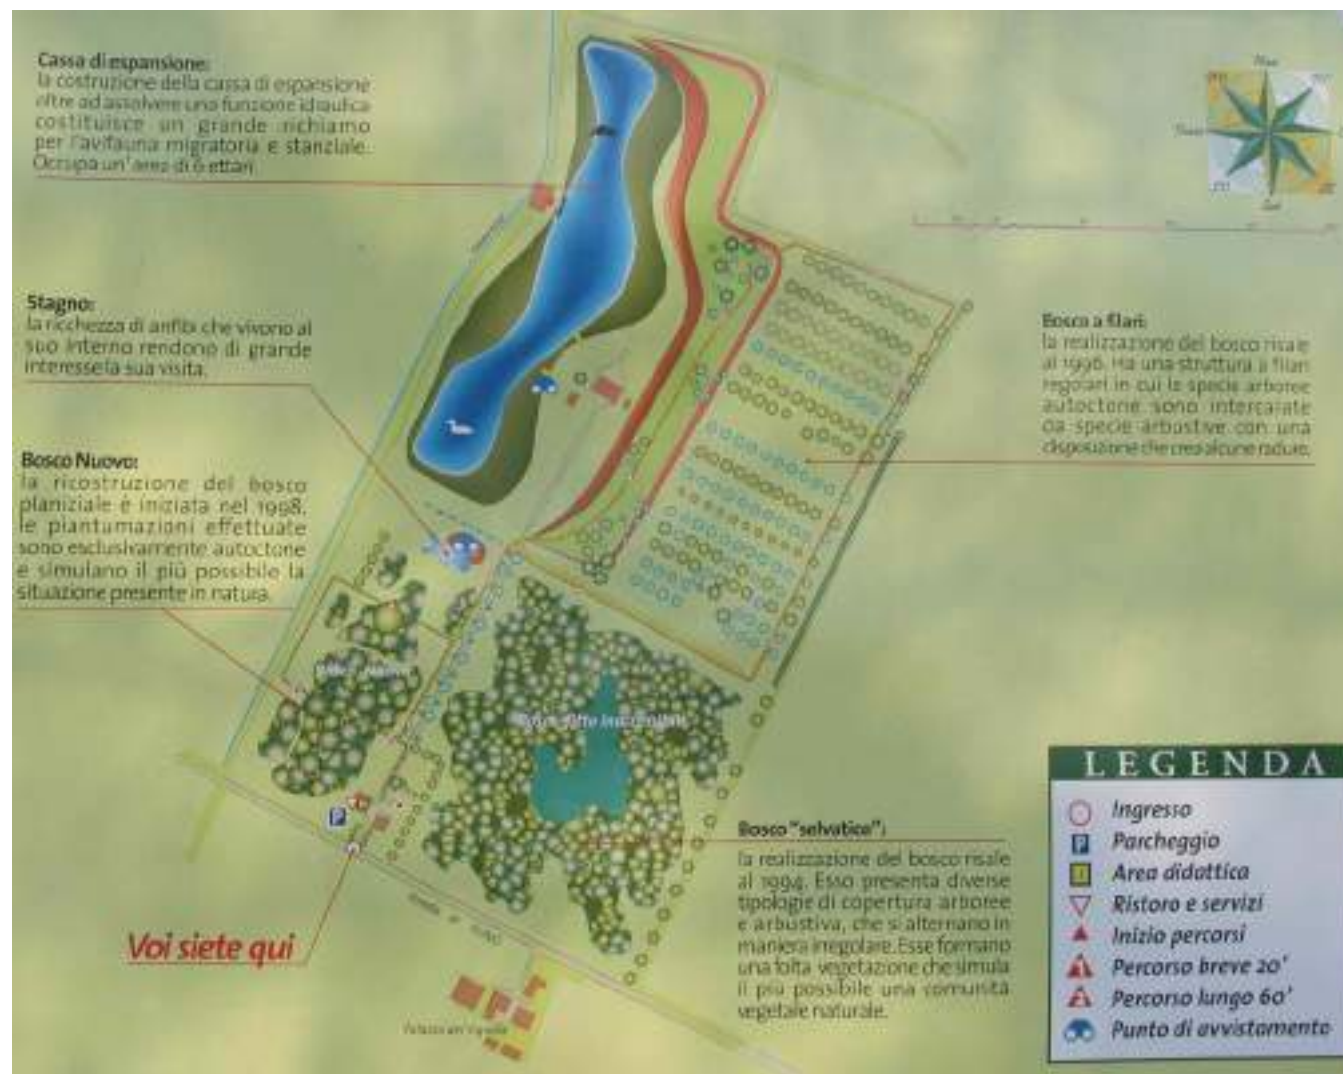 Cassa di espansione:
la costruzione della cassa di espansione
oltre ad assolvere una funzione idraulica
costituisce un grande richiamo
per l'avifauna migratoria e stanziale.
Occupa un'area di 6 ettari.
Stagno:
la ricchezza di anfibi che vivono al
suo interno rendono di grande
interesse la sua visita.
Bosco Nuovo:
la ricostruzione del bosco
planiziale è iniziata nel 1998,
le piantumazioni effettuate
sono esclusivamente autoctone
e simulano il più possibile la
situazione presente in natura.
Bosco a filari:
la realizzazione del bosco risale
al 1996. Ha una struttura a filari
regolari in cui le specie arboree
autoctone sono intercalate
da specie arbustive con una
disposizione che crea alcune radure.
P
Voi siete qui
Bosco "selvatico":
la realizzazione del bosco risale
al 1994. Esso presenta diverse
tipologie di copertura arboree
e arbustiva, che si alternano in
maniera irregolare. Esse formano
una folta vegetazione che simula
il più possibile una comunità
vegetale naturale.
LEGENDA
Ingresso
P Parcheggio
Area didattica
Ristoro e servizi
Inizio percorsi
Percorso breve 20'
Percorso lungo 60'
Punto di avvistamento